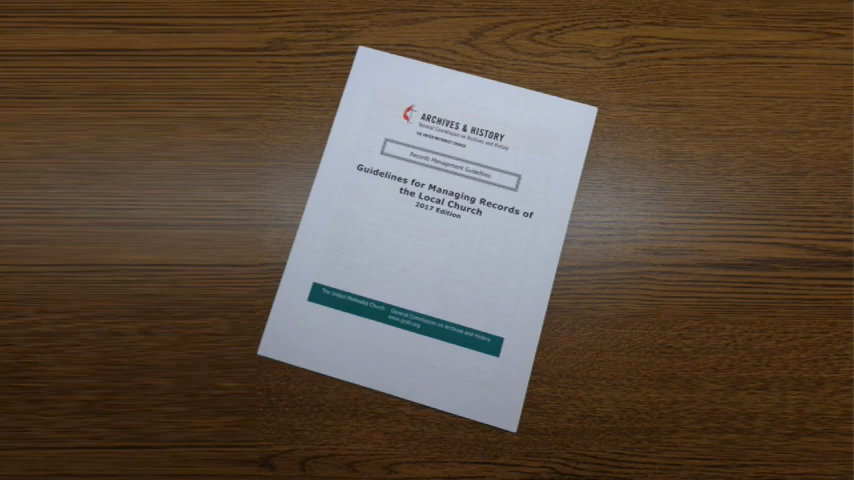 ARCHIVES & HISTORY
General Commission on Archives and History
THE UNITED METHODIST CHURCH
Records Management Guidelines
Guidelines for Managing Records of
the Local Church
2017 Edition
The United Methodist Church General Commission on Archives and History
www.gcah.org